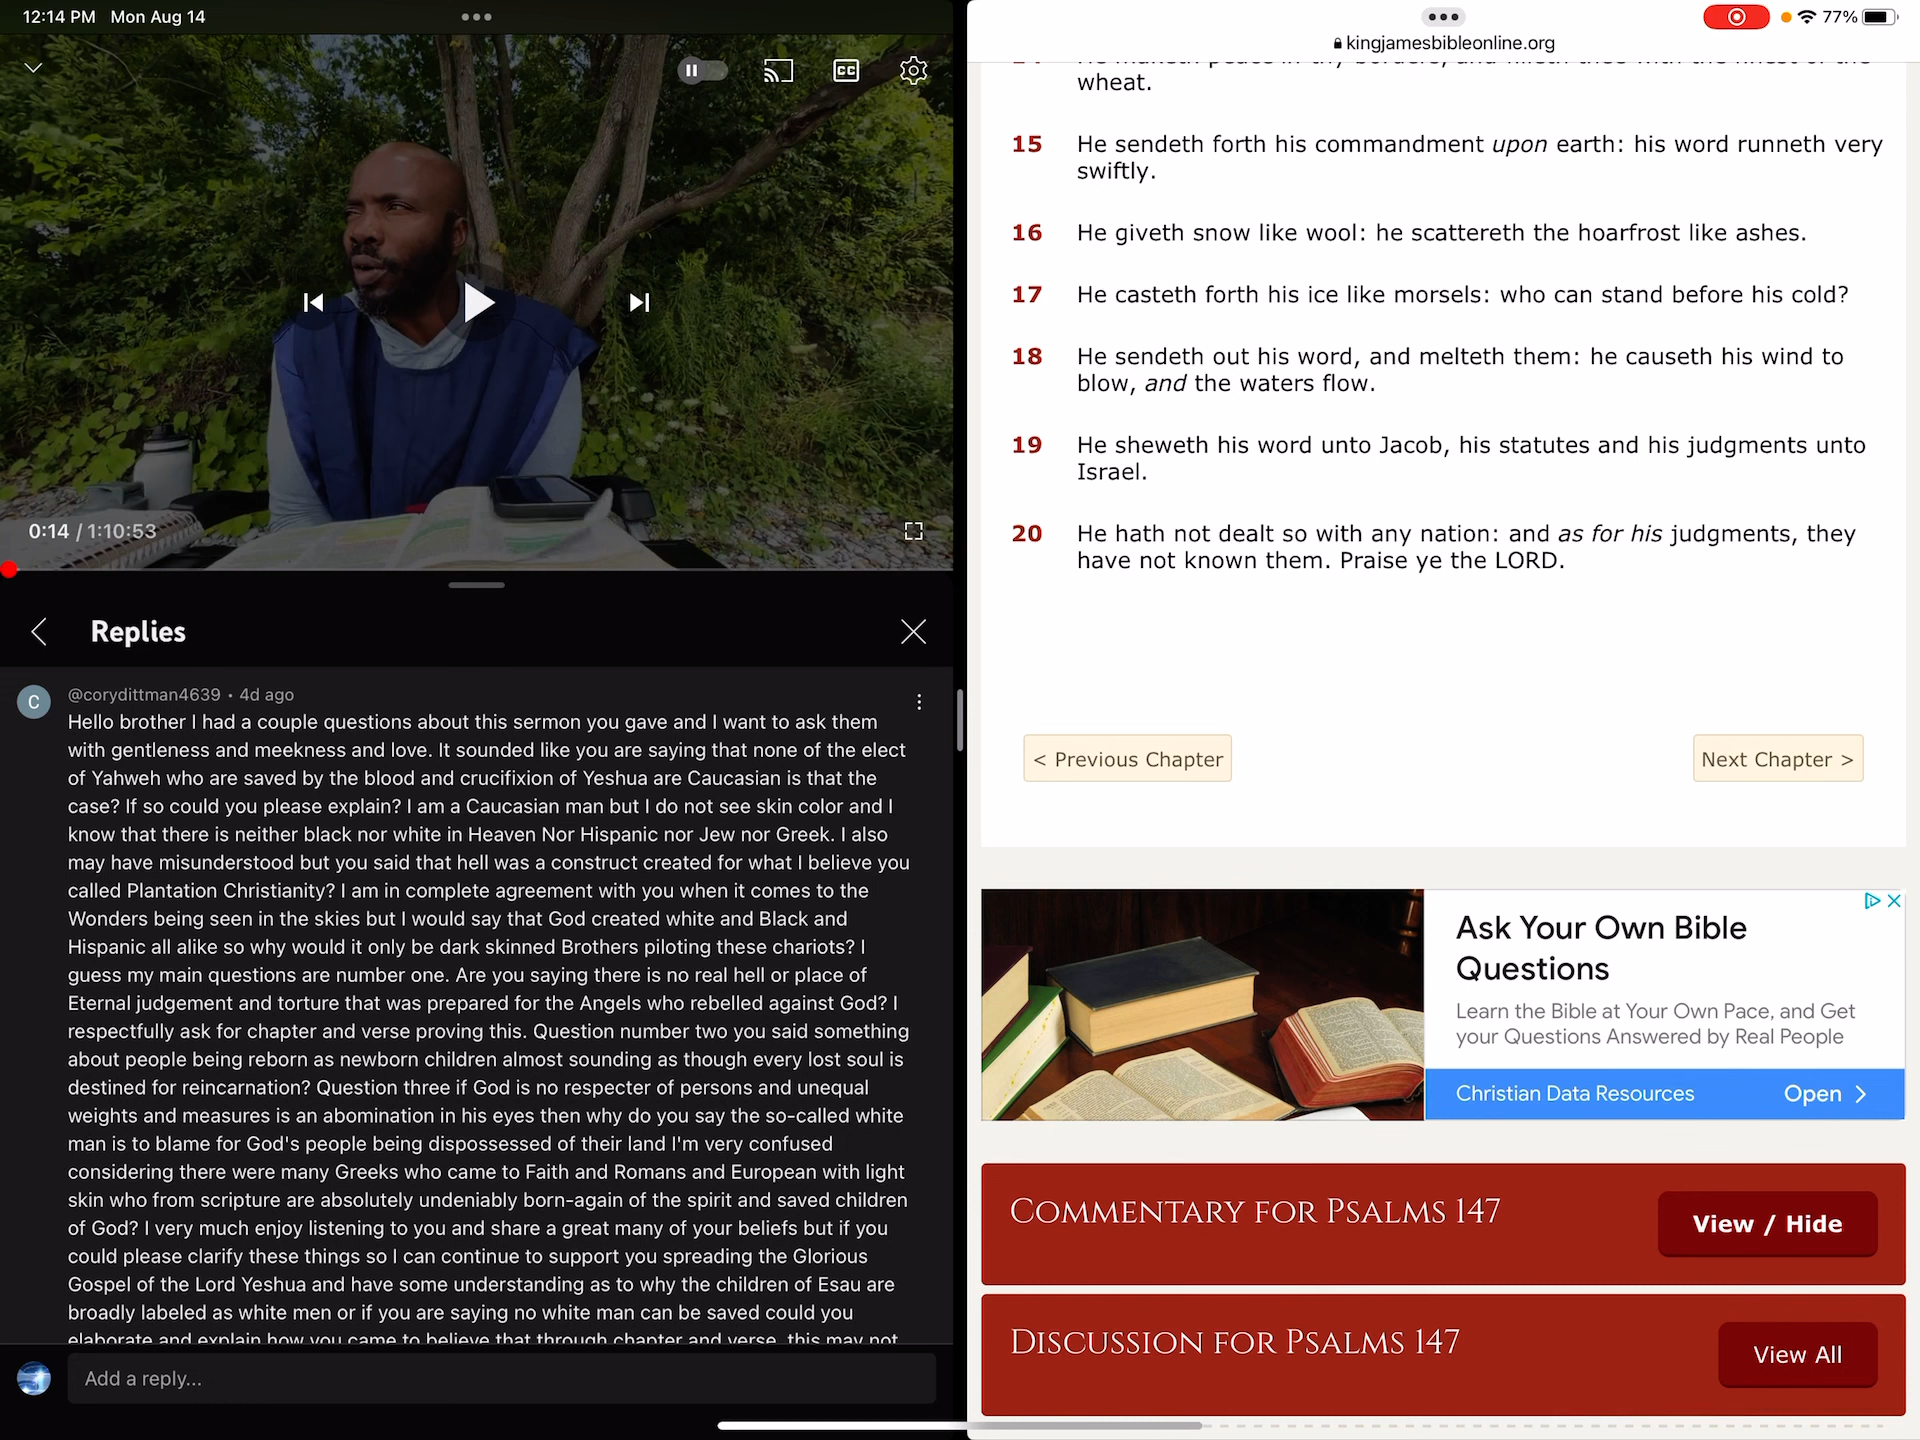 12:14 PM Mon Aug 14
CC
0:14 / 1:10:53
Replies
C
@corydittman4639 • 4d ago
Hello brother I had a couple questions about this sermon you gave and I want to ask them
with gentleness and meekness and love. It sounded like you are saying that none of the elect
of Yahweh who are saved by the blood and crucifixion of Yeshua are Caucasian is that the
case? If so could you please explain? I am a Caucasian man but I do not see skin color and I
know that there is neither black nor white in Heaven Nor Hispanic nor Jew nor Greek. I also
may have misunderstood but you said that hell was a construct created for what I believe you
called Plantation Christianity? I am in complete agreement with you when it comes to the
Wonders being seen in the skies but I would say that God created white and Black and
Hispanic all alike so why would it only be dark skinned Brothers piloting these chariots? I
guess my main questions are number one. Are you saying there is no real hell or place of
Eternal judgement and torture that was prepared for the Angels who rebelled against God? I
respectfully ask for chapter and verse proving this. Question number two you said something
about people being reborn as newborn children almost sounding as though every lost soul is
destined for reincarnation? Question three if God is no respecter of persons and unequal
weights and measures is an abomination in his eyes then why do you say the so-called white
man is to blame for God's people being dispossessed of their land I'm very confused
considering there were many Greeks who came to Faith and Romans and European with light
skin who from scripture are absolutely undeniably born-again of the spirit and saved children
of God? I very much enjoy listening to you and share a great many of your beliefs but if you
could please clarify these things so I can continue to support you spreading the Glorious
Gospel of the Lord Yeshua and have some understanding as to why the children of Esau are
broadly labeled as white men or if you are saying no white man can be saved could you
elaborate and explain how you came to believe that through chapter and verse, this may not
Add a reply...
77%
kingjamesbibleonline.org
wheat.
15 He sendeth forth his commandment upon earth: his word runneth very
swiftly.
16 He giveth snow like wool: he scattereth the hoarfrost like ashes.
17 He casteth forth his ice like morsels: who can stand before his cold?
18 He sendeth out his word, and melteth them: he causeth his wind to
blow, and the waters flow.
19 He sheweth his word unto Jacob, his statutes and his judgments unto
Israel.
20 He hath not dealt so with any nation: and as for his judgments, they
have not known them. Praise ye the LORD.
< Previous Chapter
Next Chapter >
Ask Your Own Bible
Questions
Learn the Bible at Your Own Pace, and Get
your Questions Answered by Real People
Christian Data Resources
Open >
Commentary for Psalms 147
View / Hide
Discussion for Psalms 147
View All